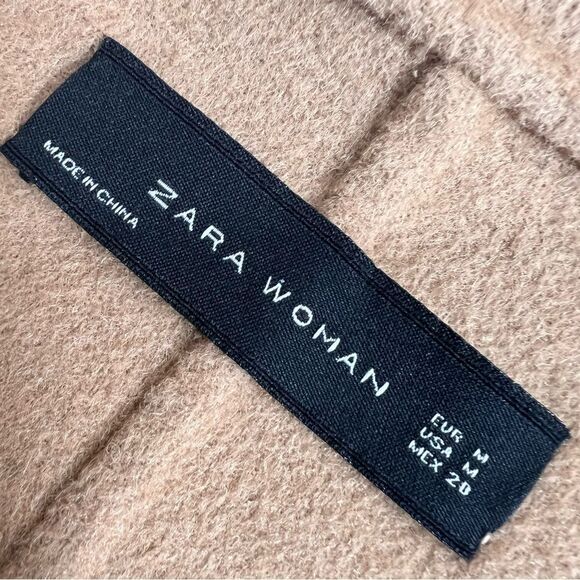 MADE IN CHINA
ZARA WOMAN
EUR M
USA M
MEX 28